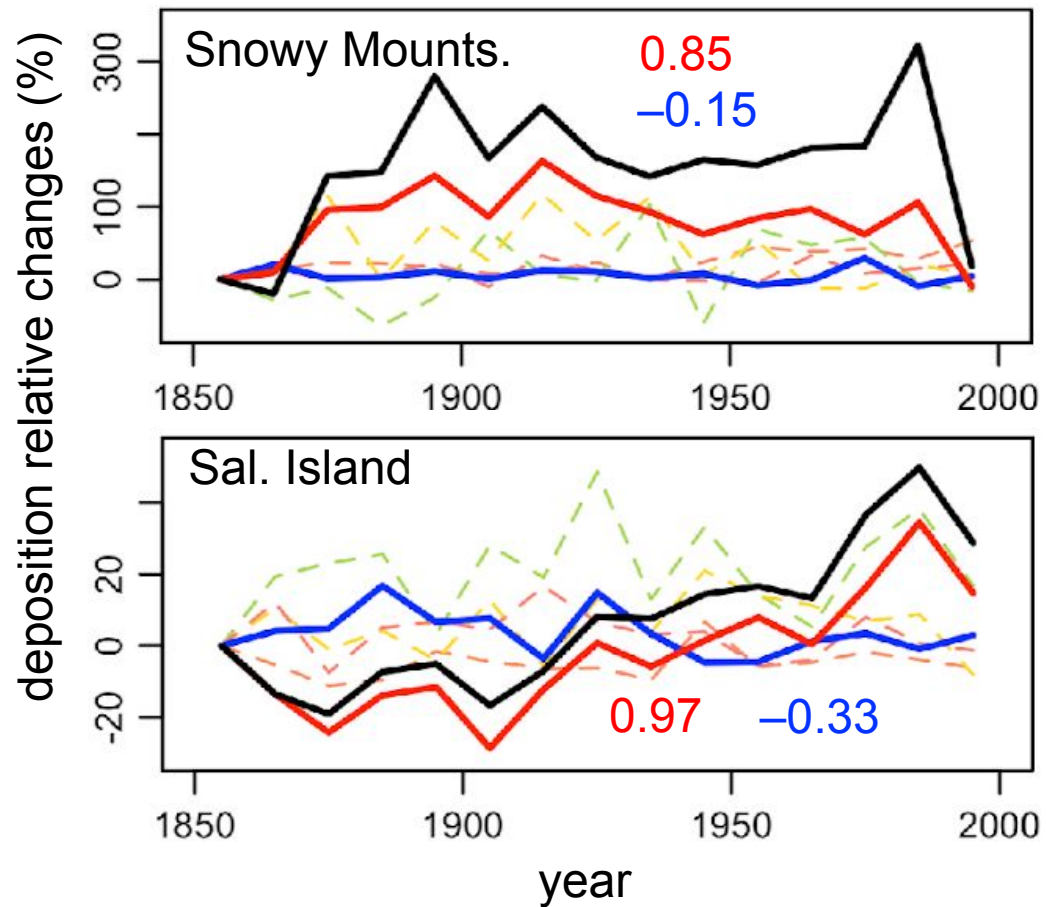 deposition relative changes (%)
Snowy Mounts.
0.85
–0.15
300
100
0
1850 1900 1950 2000
Sal. Island
20
0
-20
0.97 –0.33
1850 1900 1950 2000
year